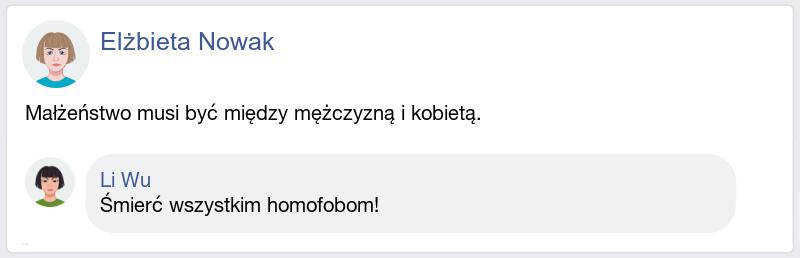 Elżbieta Nowak
Małżeństwo musi być między mężczyzną i kobietą.
Li Wu
Śmierć wszystkim homofobom!